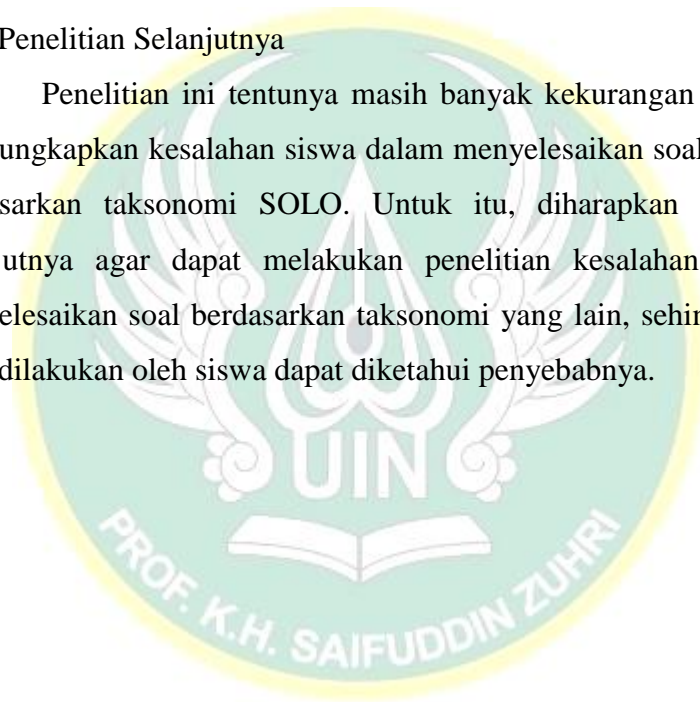 Penelitian Selanjutnya
Penelitian ini tentunya masih banyak kekurangan
ungkapkan kesalahan siswa dalam menyelesaikan soal
sarkan taksonomi SOLO. Untuk itu, diharapkan
utnya agar dapat melakukan penelitian kesalahan
elesaikan soal berdasarkan taksonomi yang lain, sehin
dilakukan oleh siswa dapat diketahui penyebabnya.
UIN
PROF. K.H. SAIFUDDIN ZUHRI